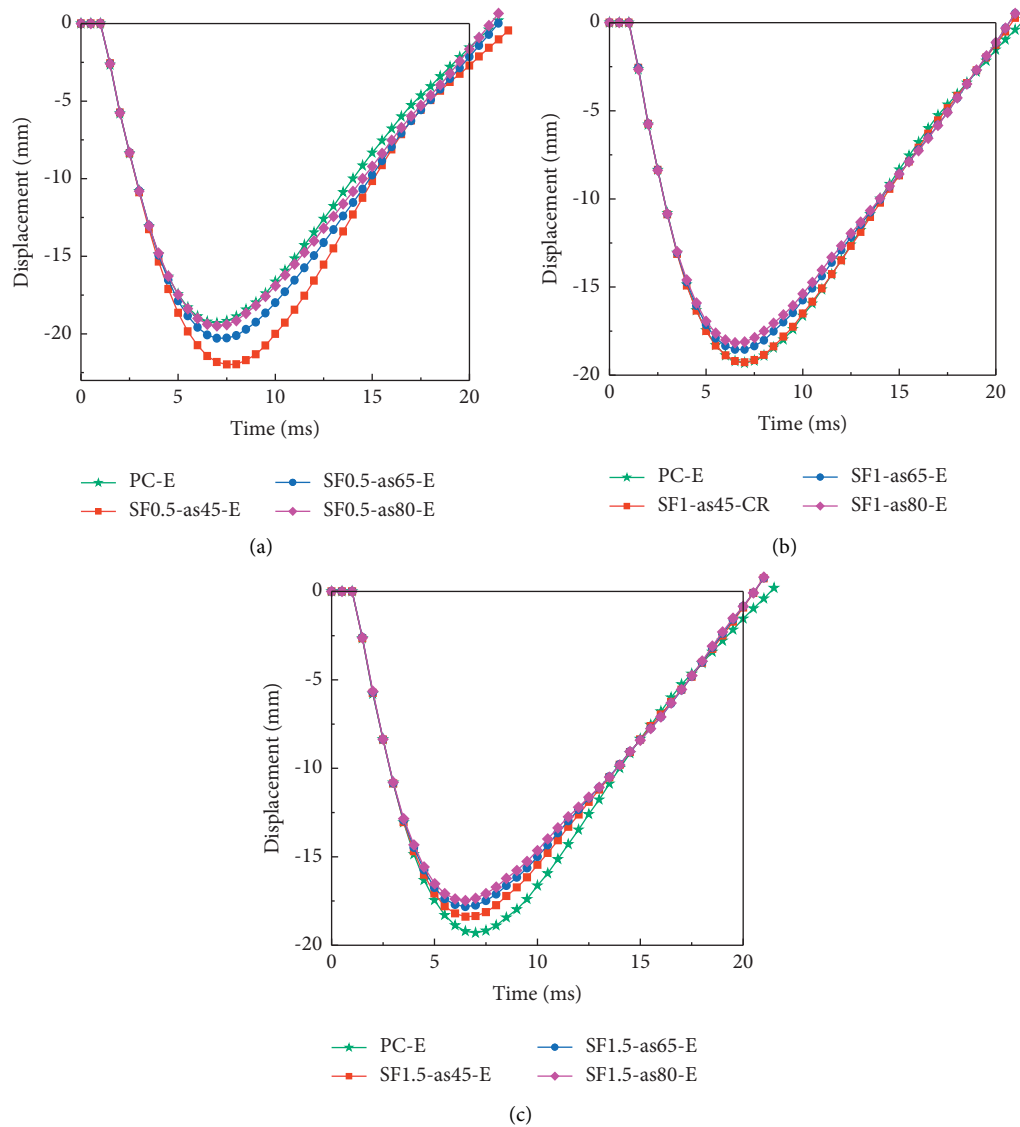 0
-5
-10
-15
-20
Displacement (mm)
0 5 10 15 20
Time (ms)
PC-E SF0.5-as65-E
SF0.5-as45-E SF0.5-as80-E
(a)
0
-5
-10
-15
-20
Displacement (mm)
0 5 10 15 20
Time (ms)
PC-E SF1-as65-E
SF1-as45-CR SF1-as80-E
(b)
0
-5
-10
-15
-20
Displacement (mm)
0 5 10 15 20
Time (ms)
PC-E SF1.5-as65-E
SF1.5-as45-E SF1.5-as80-E
(c)